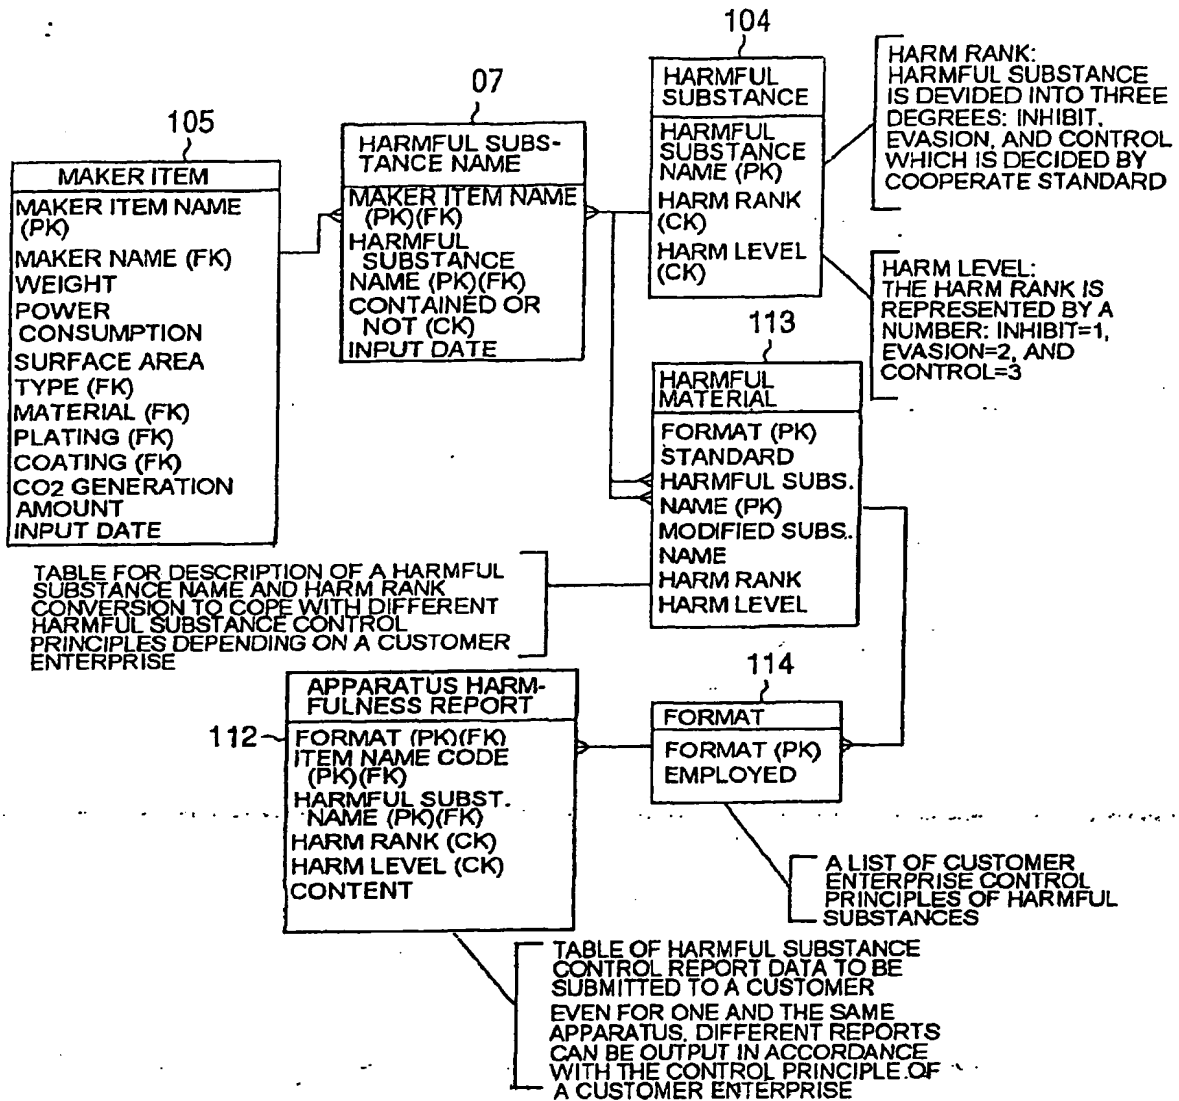 105
MAKER ITEM
MAKER ITEM NAME
(PK)
MAKER NAME (FK)
WEIGHT
POWER
CONSUMPTION
SURFACE AREA
TYPE (FK)
MATERIAL (FK)
PLATING (FK)
COATING (FK)
CO2 GENERATION
AMOUNT
INPUT DATE
07
HARMFUL SUBS-
TANCE NAME
MAKER ITEM NAME
(PK)(FK)
HARMFUL
SUBSTANCE
NAME (PK)(FK)
CONTAINED OR
NOT (CK)
INPUT DATE
104
HARMFUL
SUBSTANCE
HARMFUL
SUBSTANCE
NAME (PK)
HARM RANK
(CK)
HARM LEVEL
(CK)
HARM RANK:
HARMFUL SUBSTANCE
IS DEVIDED INTO THREE
DEGREES: INHIBIT,
EVASION, AND CONTROL
WHICH IS DECIDED BY
COOPERATE STANDARD
HARM LEVEL:
THE HARM RANK IS
REPRESENTED BY A
NUMBER: INHIBIT=1,
EVASION=2, AND
CONTROL=3
113
HARMFUL
MATERIAL
FORMAT (PK)
STANDARD
HARMFUL SUBS.
NAME (PK)
MODIFIED SUBS.
NAME
HARM RANK
HARM LEVEL
TABLE FOR DESCRIPTION OF A HARMFUL
SUBSTANCE NAME AND HARM RANK
CONVERSION TO COPE WITH DIFFERENT
HARMFUL SUBSTANCE CONTROL
PRINCIPLES DEPENDING ON A CUSTOMER
ENTERPRISE
112
APPARATUS HARM-
FULNESS REPORT
FORMAT (PK)(FK)
ITEM NAME CODE
(PK)(FK)
HARMFUL SUBST.
NAME (PK)(FK)
HARM RANK (CK)
HARM LEVEL (CK)
CONTENT
114
FORMAT
FORMAT (PK)
EMPLOYED
A LIST OF CUSTOMER
ENTERPRISE CONTROL
PRINCIPLES OF HARMFUL
SUBSTANCES
TABLE OF HARMFUL SUBSTANCE
CONTROL REPORT DATA TO BE
SUBMITTED TO A CUSTOMER
EVEN FOR ONE AND THE SAME
APPARATUS, DIFFERENT REPORTS
CAN BE OUTPUT IN ACCORDANCE
WITH THE CONTROL PRINCIPLE OF
A CUSTOMER ENTERPRISE